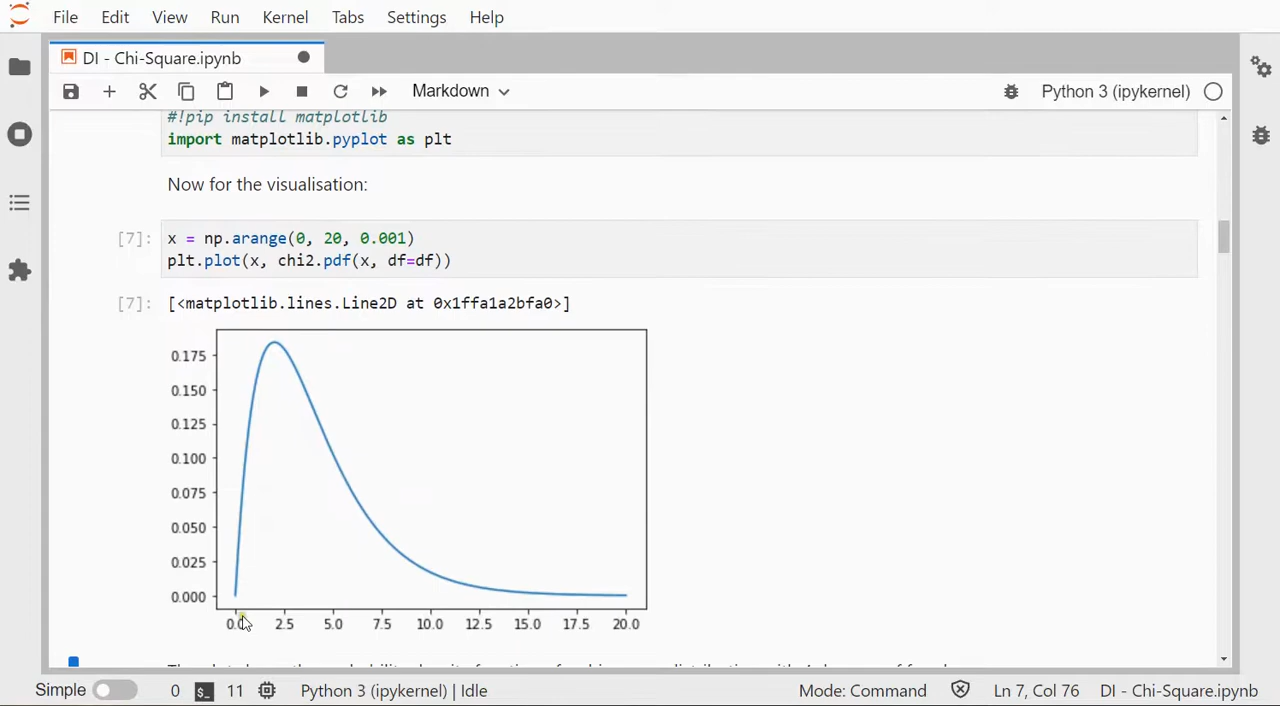 File Edit View Run Kernel Tabs Settings Help
DI - Chi-Square.ipynb
Markdown
Python 3 (ipykernel)
#!pip install matplotlib
import matplotlib.pyplot as plt
Now for the visualisation:
[7]: x = np.arange(0, 20, 0.001)
plt.plot(x, chi2.pdf(x, df=df))
[7]: [<matplotlib.lines.Line2D at 0x1ffa1a2bfa0>]
0.175
0.150
0.125
0.100
0.075
0.050
0.025
0.000
2.5 5.0 7.5 10.0 12.5 15.0 17.5 20.0
Simple 0 11 Python 3 (ipykernel) | Idle Mode: Command Ln 7, Col 76 DI - Chi-Square.ipynb